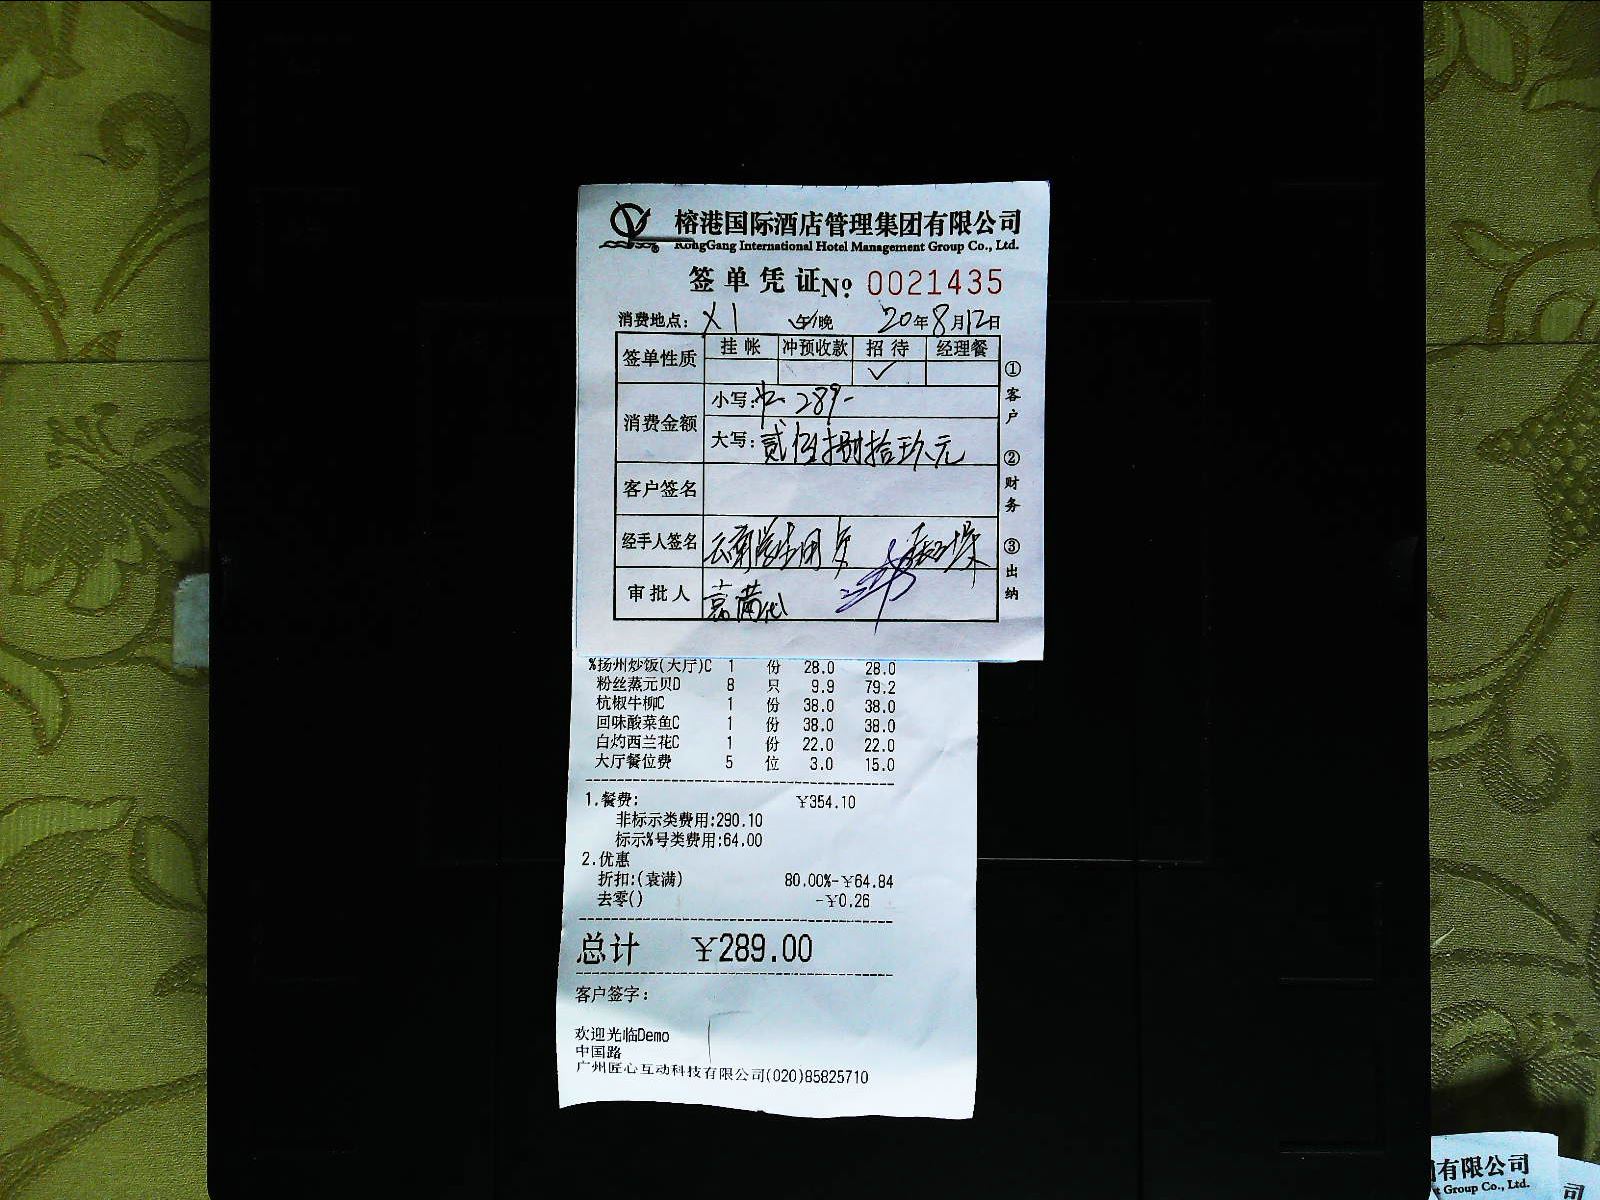 榕港国际酒店管理集团有限公司
RongGang International Hotel Management Group Co., Ltd.
签单凭证 No. 0021435
消费地点: X1 午/晚 20年8月12日
签单性质 挂帐 冲预收款 招待 经理餐
✓
消费金额 小写: 289-
大写: 贰佰捌拾玖元
客户签名
经手人签名 云南学生团
审批人 袁满代
①客户 ②财务 ③出纳
%扬州炒饭(大厅)C 1 份 28.0 28.0
粉丝蒸元贝D 8 只 9.9 79.2
杭椒牛柳C 1 份 38.0 38.0
回味酸菜鱼C 1 份 38.0 38.0
白灼西兰花C 1 份 22.0 22.0
大厅餐位费 5 位 3.0 15.0
1.餐费: ¥354.10
非标示类费用:290.10
标示%号类费用:64.00
2.优惠
折扣:(袁满) 80.00%-¥64.84
去零() -¥0.26
总计 ¥289.00
客户签字:
欢迎光临Demo
中国路
广州匠心互动科技有限公司(020)85825710
有限公司
Group Co., Ltd.
司